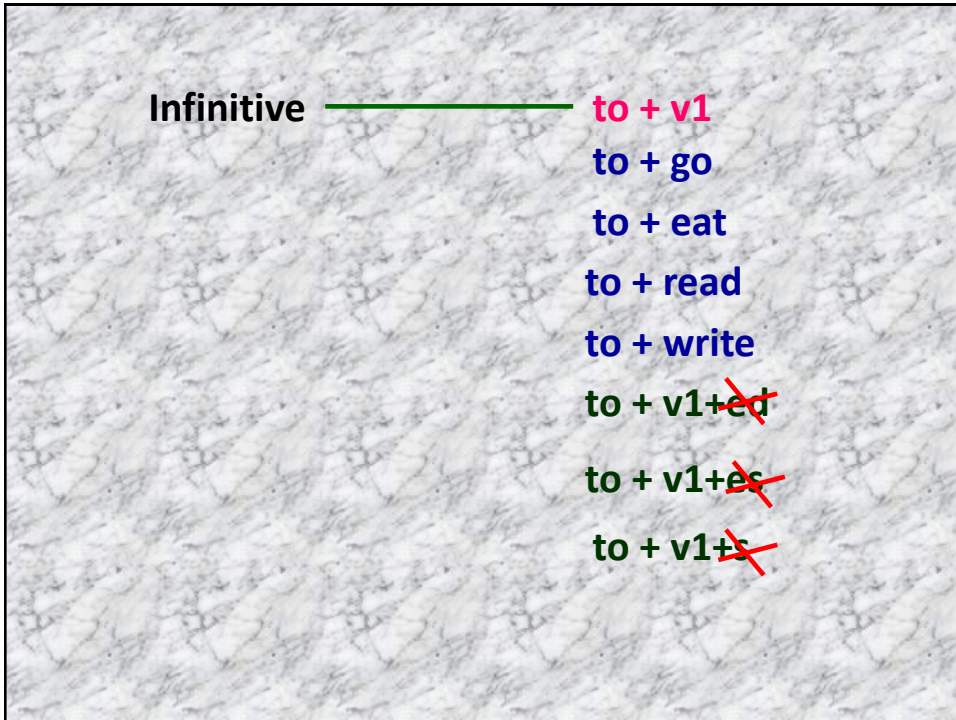 Infinitive to + v1
to + go
to + eat
to + read
to + write
to + v1+ed
to + v1+es
to + v1+s